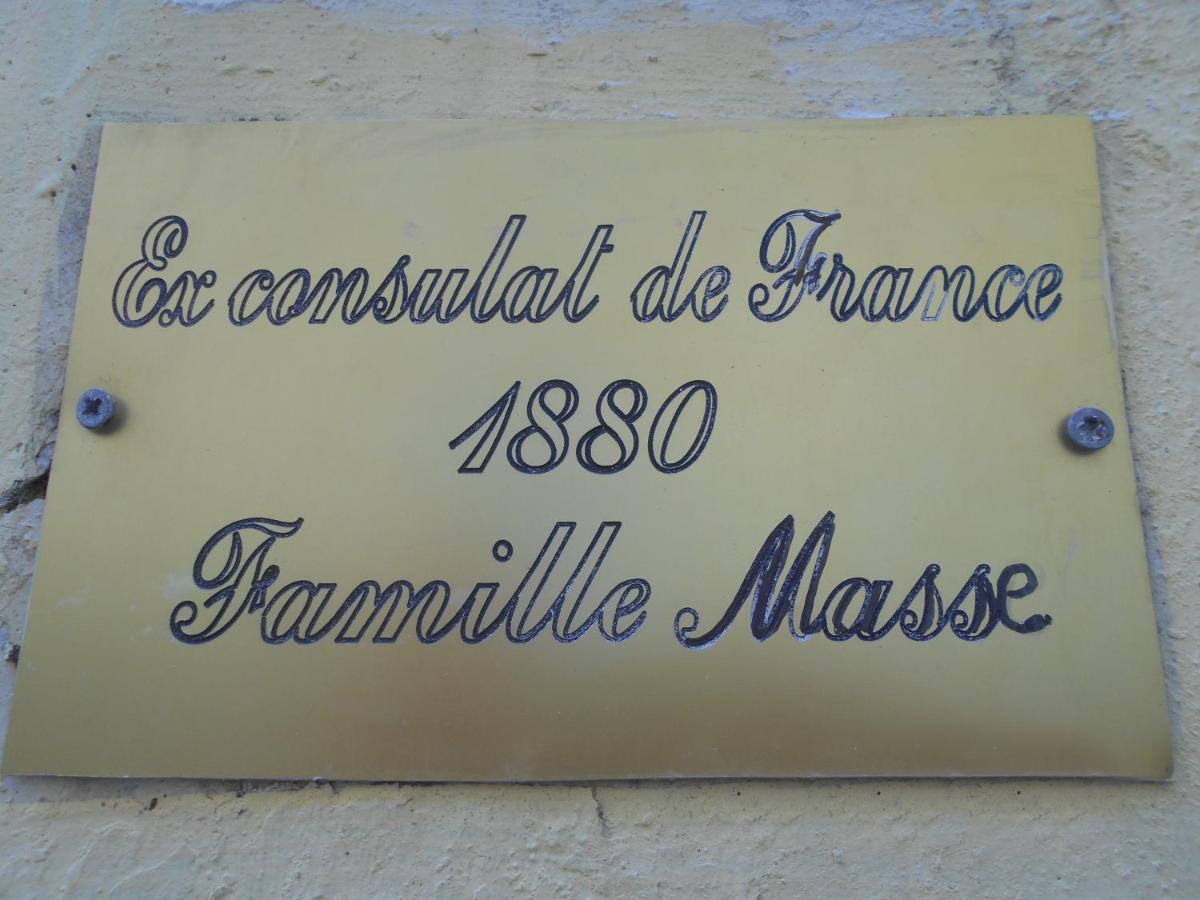 Ex consulat de France
1880
Famille Masse